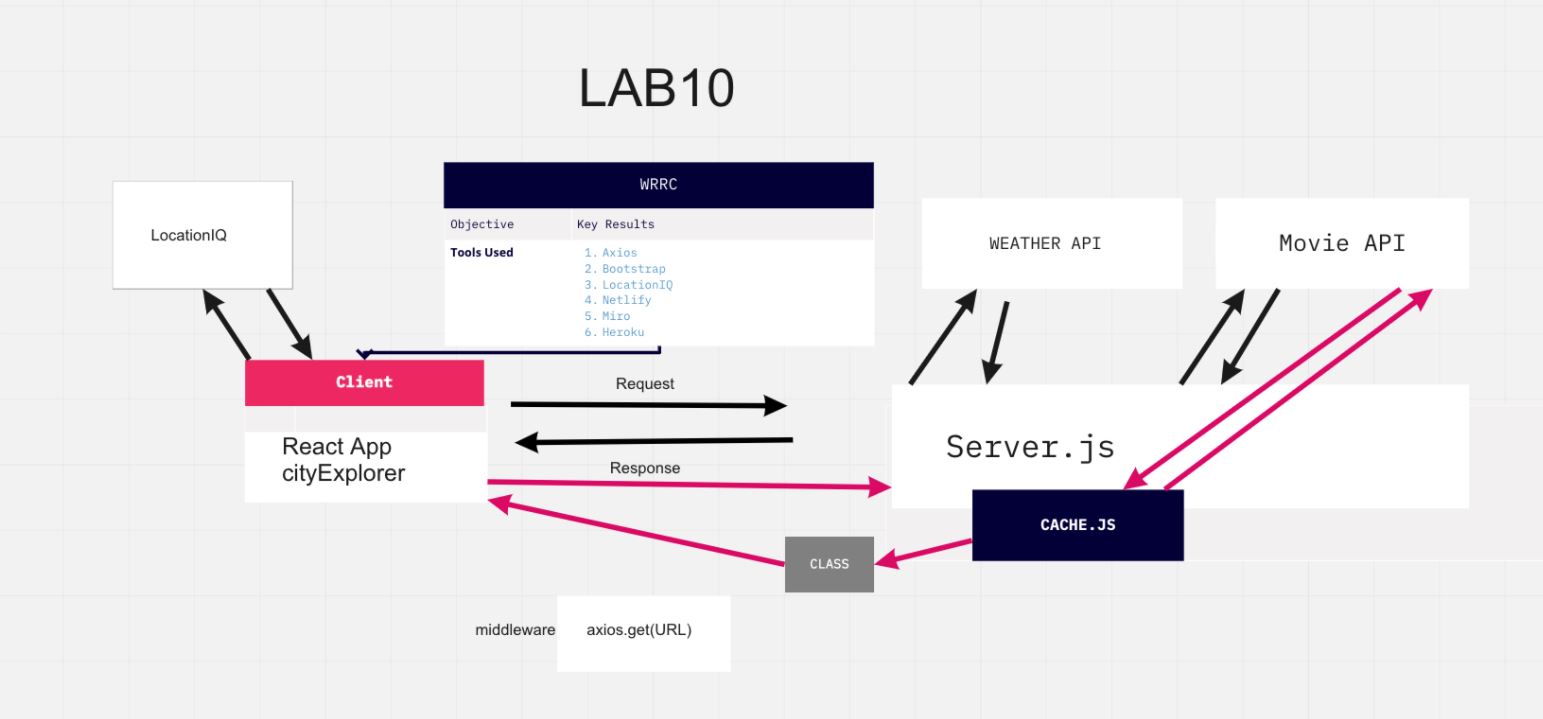 LAB10
WRRC
Objective Key Results
Tools Used
1. Axios
2. Bootstrap
3. LocationIQ
4. Netlify
5. Miro
6. Heroku
LocationIQ
WEATHER API
Movie API
Client
React App
cityExplorer
Request
Response
Server.js
CACHE.JS
CLASS
middleware
axios.get(URL)